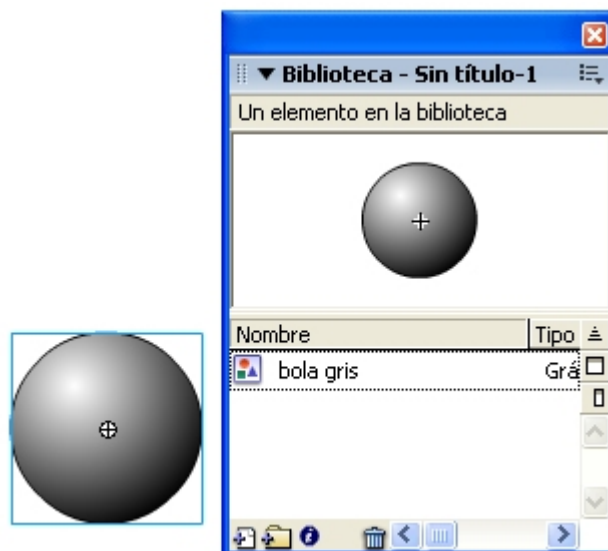 Biblioteca - Sin título-1
Un elemento en la biblioteca
Nombre Tipo
bola gris Grá